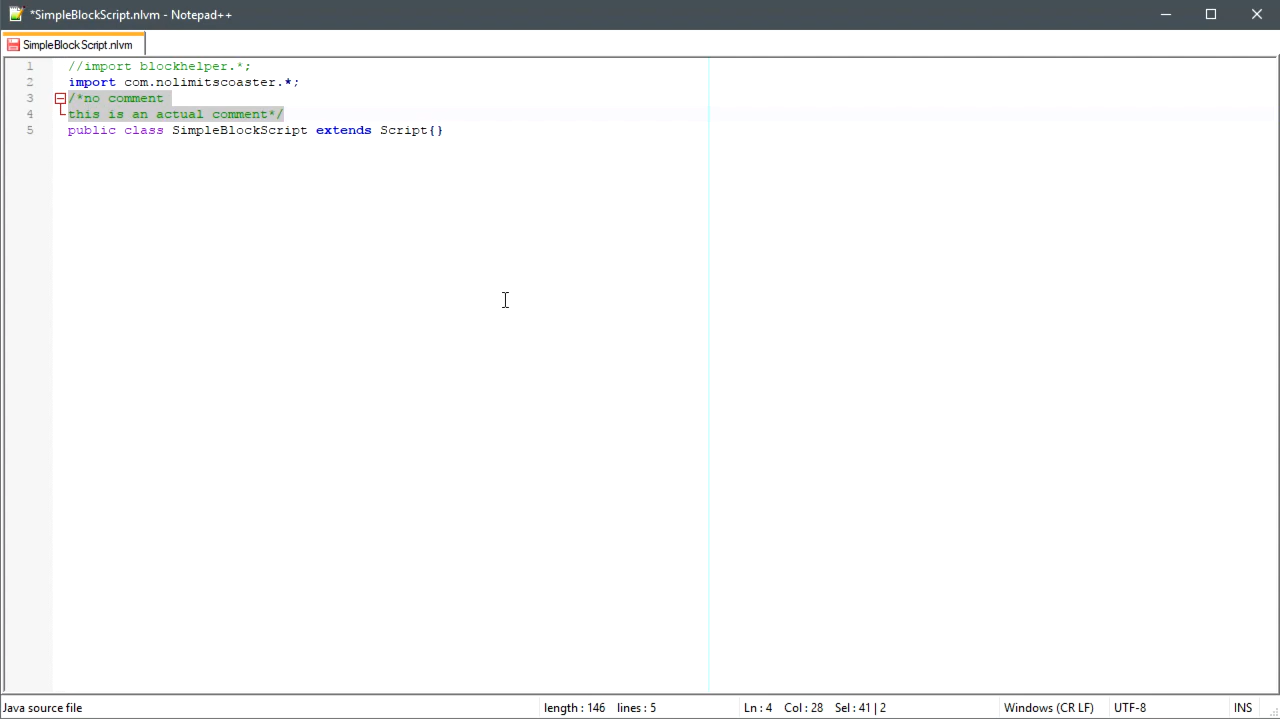 *SimpleBlockScript.nlvm - Notepad++
SimpleBlockScript.nlvm
1 //import blockhelper.*;
2 import com.nolimitscoaster.*;
3 /*no comment
4 this is an actual comment*/
5 public class SimpleBlockScript extends Script{}
Java source file length : 146 lines : 5 Ln : 4 Col : 28 Sel : 41 | 2 Windows (CR LF) UTF-8 INS